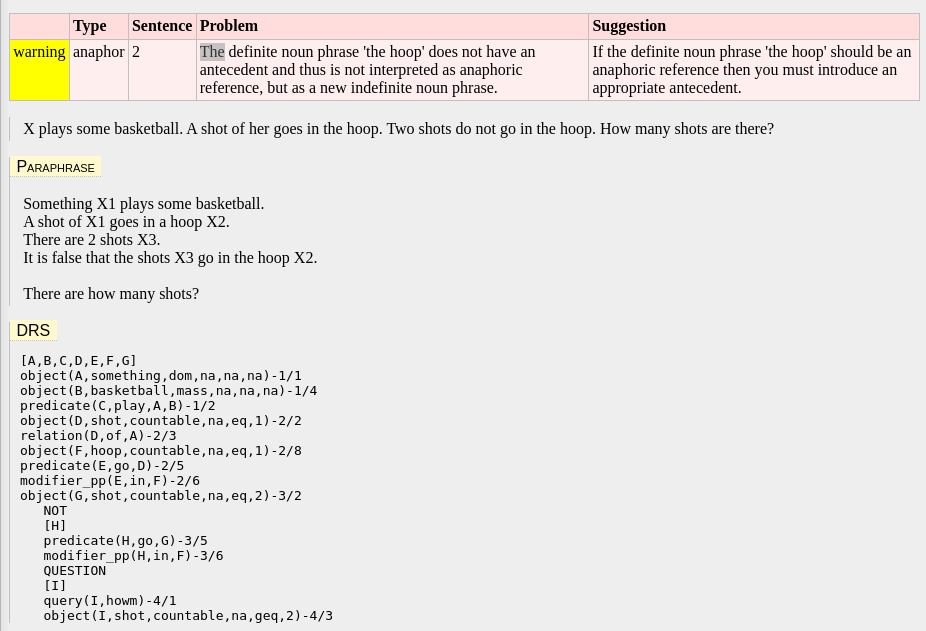 Type Sentence Problem Suggestion
warning anaphor 2 The definite noun phrase 'the hoop' does not have an If the definite noun phrase 'the hoop' should be an
antecedent and thus is not interpreted as anaphoric anaphoric reference then you must introduce an
reference, but as a new indefinite noun phrase. appropriate antecedent.
X plays some basketball. A shot of her goes in the hoop. Two shots do not go in the hoop. How many shots are there?
PARAPHRASE
Something X1 plays some basketball.
A shot of X1 goes in a hoop X2.
There are 2 shots X3.
It is false that the shots X3 go in the hoop X2.
There are how many shots?
DRS
[A,B,C,D,E,F,G]
object(A,something,dom,na,na,na)-1/1
object(B,basketball,mass,na,na,na)-1/4
predicate(C,play,A,B)-1/2
object(D,shot,countable,na,eq,1)-2/2
relation(D,of,A)-2/3
object(F,hoop,countable,na,eq,1)-2/8
predicate(E,go,D)-2/5
modifier_pp(E,in,F)-2/6
object(G,shot,countable,na,eq,2)-3/2
NOT
[H]
predicate(H,go,G)-3/5
modifier_pp(H,in,F)-3/6
QUESTION
[I]
query(I,howm)-4/1
object(I,shot,countable,na,geq,2)-4/3